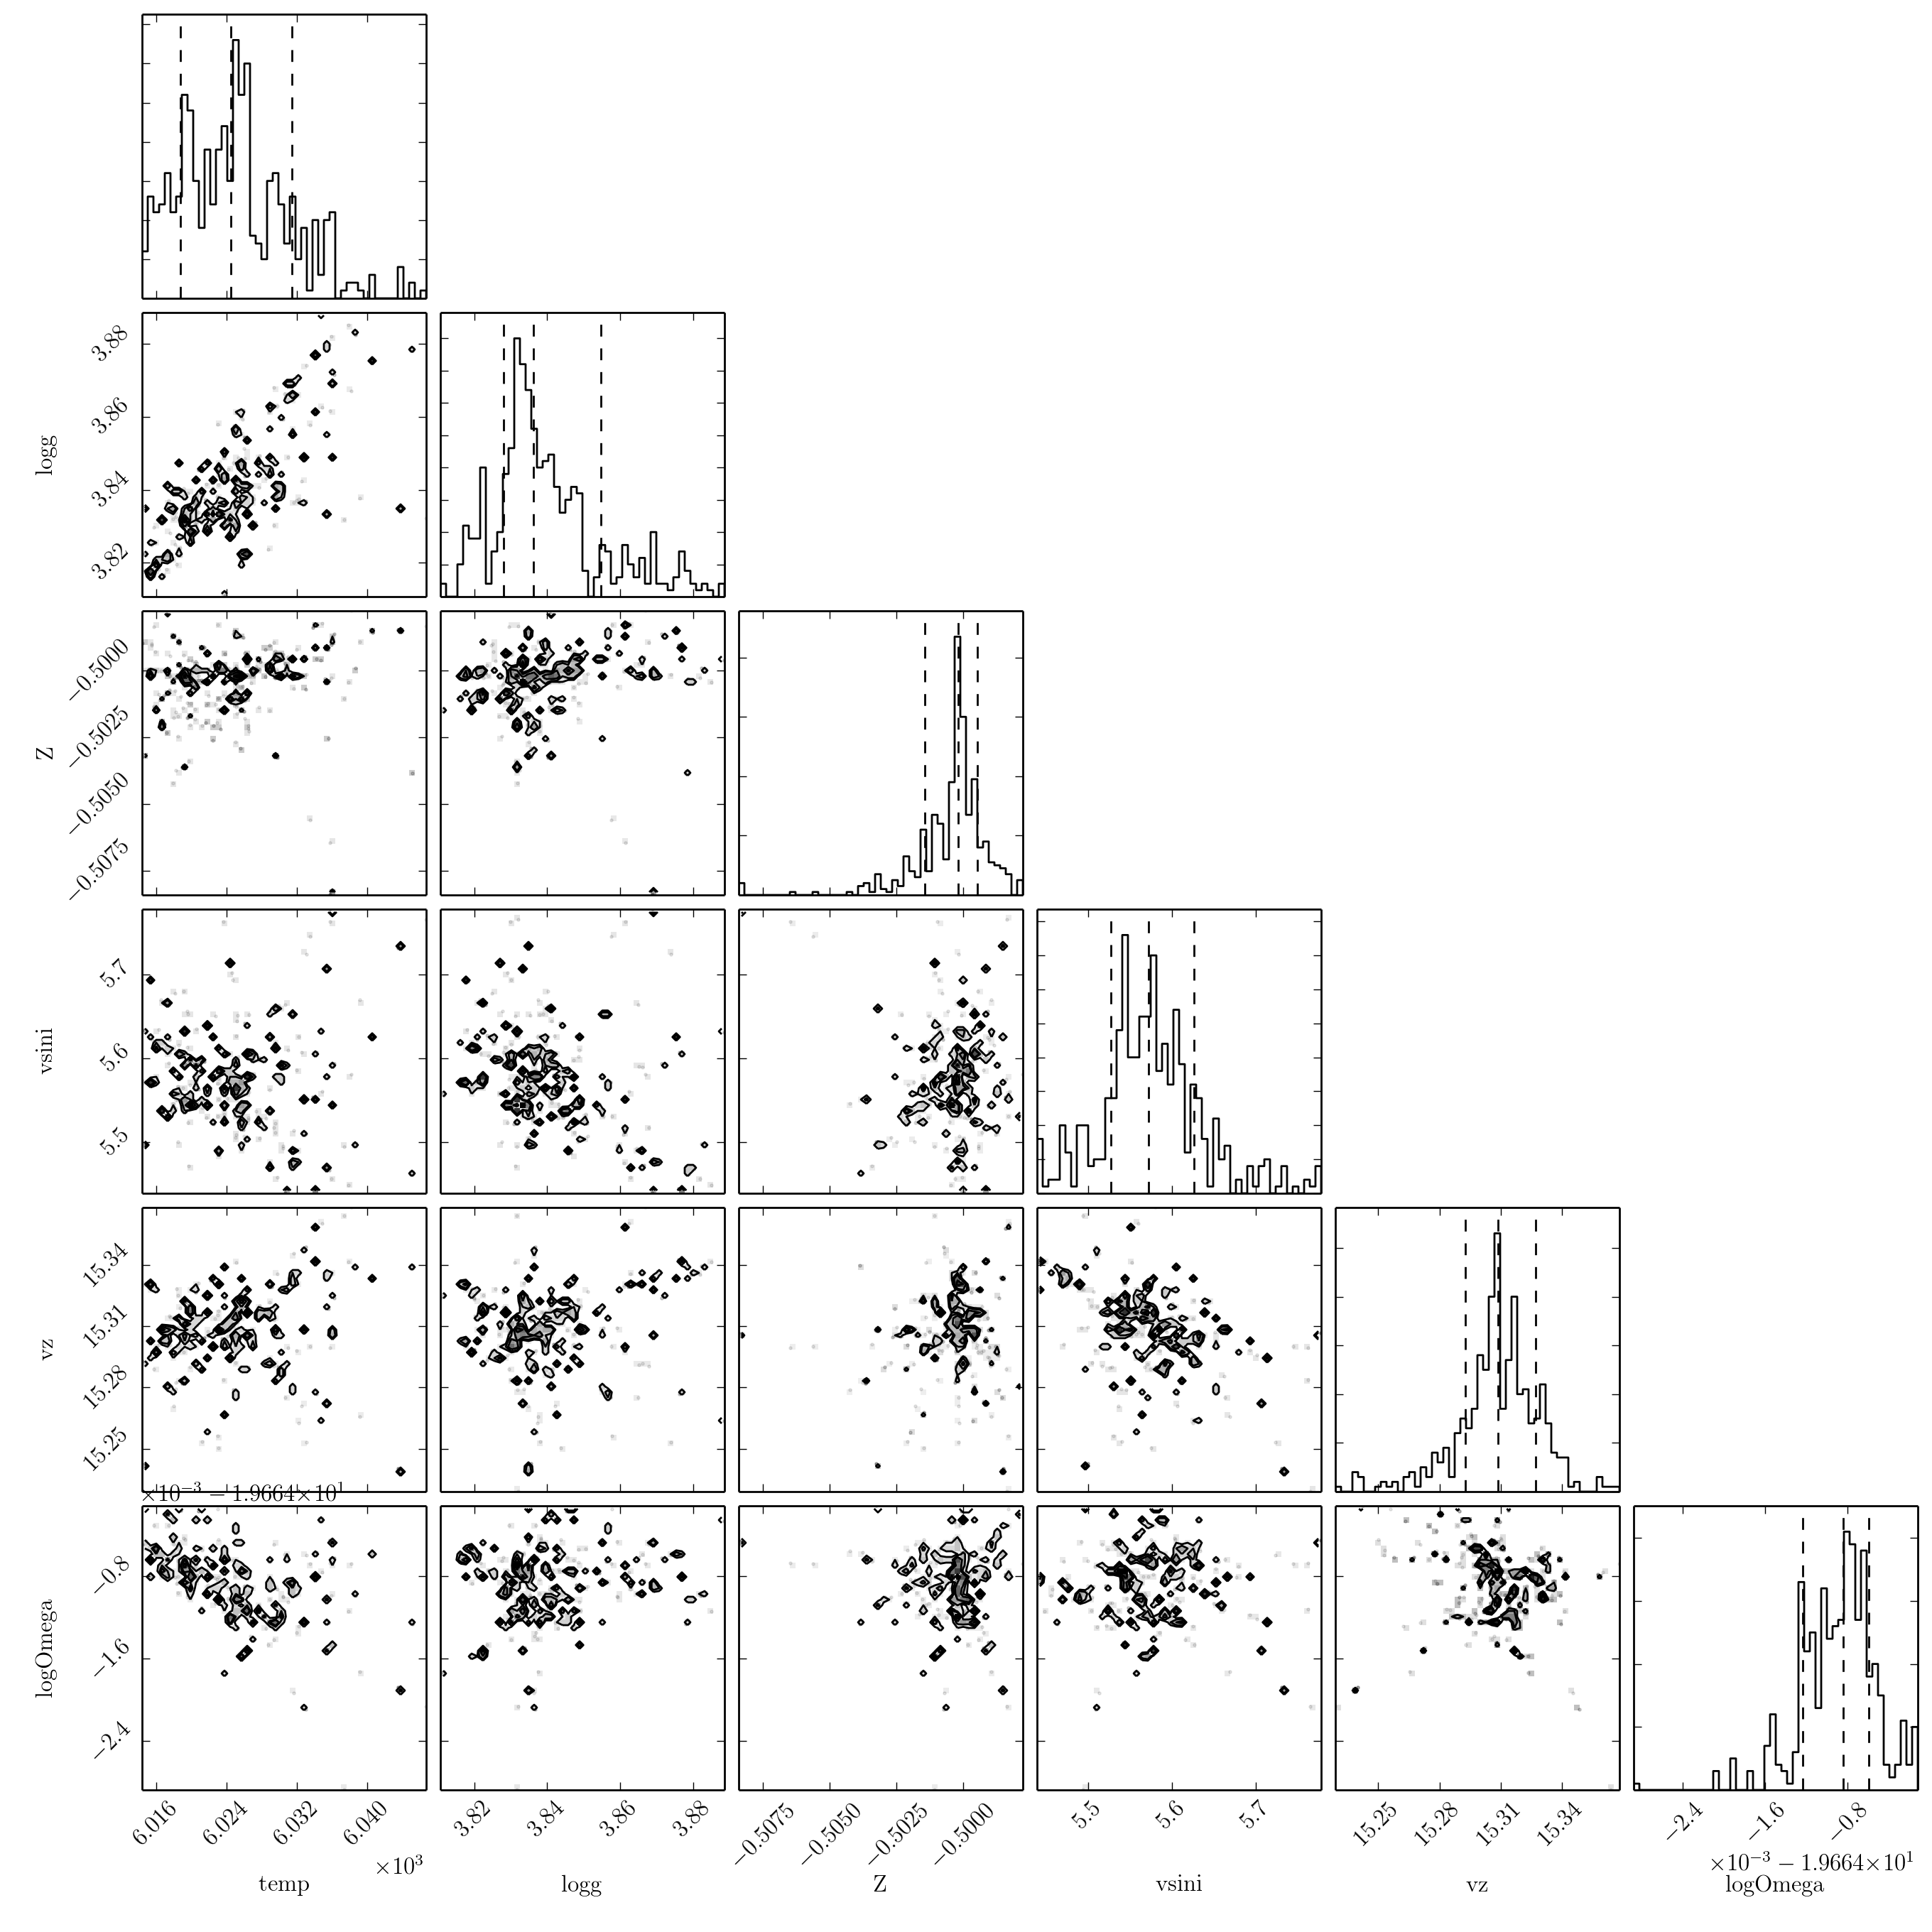 logg
3.88
3.86
3.84
3.82
Z
−0.5000
−0.5025
−0.5050
−0.5075
vsini
5.7
5.6
5.5
vz
15.34
15.31
15.28
15.25
×10⁻³ −1.9664×10¹
logOmega
−0.8
−1.6
−2.4
6.016 6.024 6.032 6.040 3.82 3.84 3.86 3.88 −0.5075 −0.5050 −0.5025 −0.5000 5.5 5.6 5.7 15.25 15.28 15.31 15.34 −2.4 −1.6 −0.8
×10³ ×10⁻³ − 1.9664×10¹
temp logg Z vsini vz logOmega